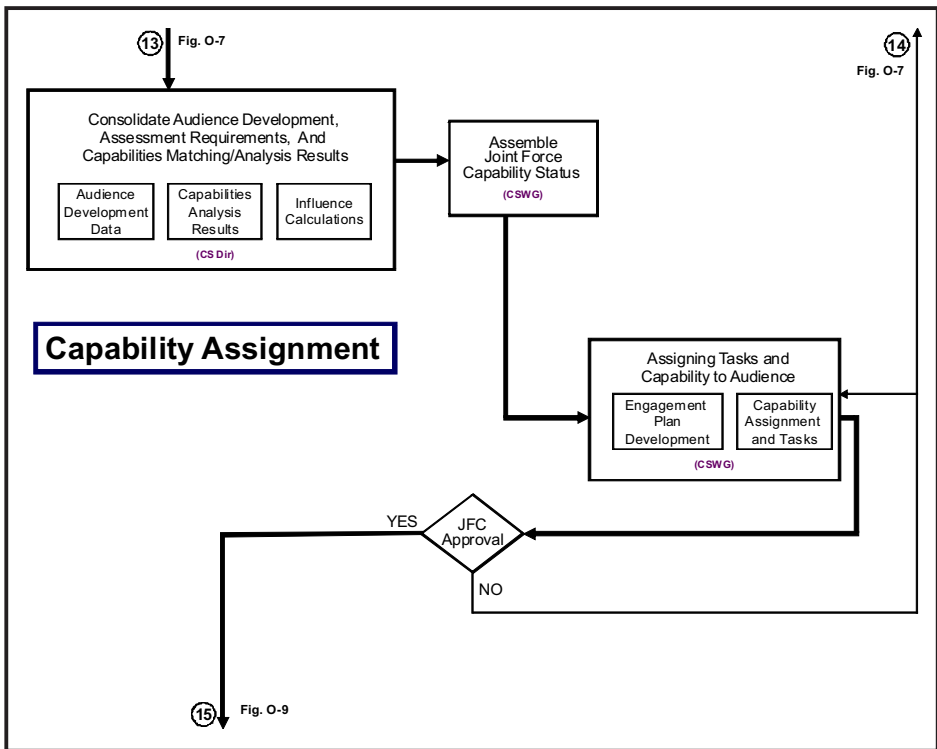 13
Fig. O-7
14
Fig. O-7
Consolidate Audience Development,
Assessment Requirements, And
Capabilities Matching/Analysis Results
Audience
Development
Data
Capabilities
Analysis
Results
Influence
Calculations
(CS Dir)
Assemble
Joint Force
Capability Status
(CSWG)
Capability Assignment
Assigning Tasks and
Capability to Audience
Engagement
Plan
Development
Capability
Assignment
and Tasks
(CSWG)
YES
JFC
Approval
NO
15
Fig. O-9